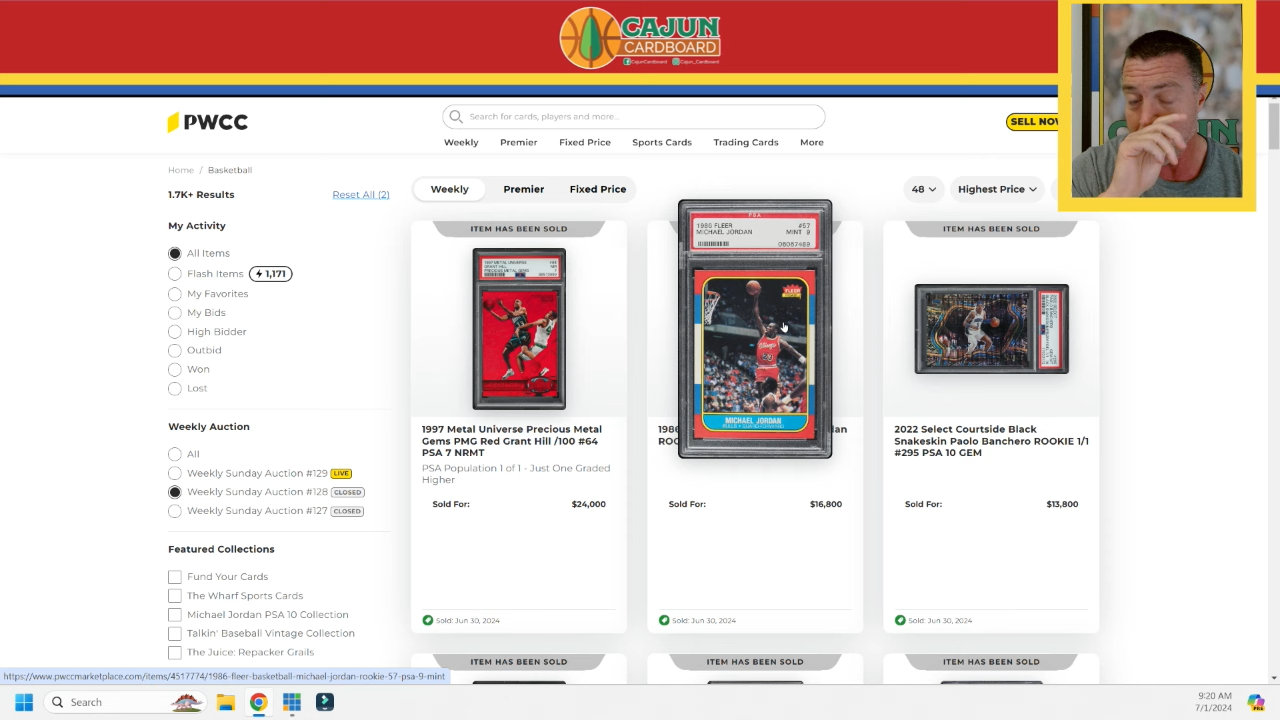 CAJUN
CARDBOARD
CajunCardboard Cajun_Cardboard
PWCC
Search for cards, players and more...
SELL NOW
Weekly Premier Fixed Price Sports Cards Trading Cards More
Home / Basketball
1.7K+ Results Reset All (2)
Weekly Premier Fixed Price 48 Highest Price
My Activity
All Items
Flash Items 1,171
My Favorites
My Bids
High Bidder
Outbid
Won
Lost
Weekly Auction
All
Weekly Sunday Auction #129 LIVE
Weekly Sunday Auction #128 CLOSED
Weekly Sunday Auction #127 CLOSED
Featured Collections
Fund Your Cards
The Wharf Sports Cards
Michael Jordan PSA 10 Collection
Talkin' Baseball Vintage Collection
The Juice: Repacker Grails
ITEM HAS BEEN SOLD
1997 Metal Universe Precious Metal
Gems PMG Red Grant Hill /100 #64
PSA 7 NRMT
PSA Population 1 of 1 - Just One Graded
Higher
Sold For: $24,000
Sold: Jun 30, 2024
PSA
1986 FLEER #57
MICHAEL JORDAN MINT 9
08067489
FLEER
MICHAEL JORDAN
Sold For: $16,800
Sold: Jun 30, 2024
ITEM HAS BEEN SOLD
2022 Select Courtside Black
Snakeskin Paolo Banchero ROOKIE 1/1
#295 PSA 10 GEM
Sold For: $13,800
Sold: Jun 30, 2024
ITEM HAS BEEN SOLD ITEM HAS BEEN SOLD ITEM HAS BEEN SOLD
https://www.pwccmarketplace.com/items/4517774/1986-fleer-basketball-michael-jordan-rookie-57-psa-9-mint
Search
9:20 AM
7/1/2024